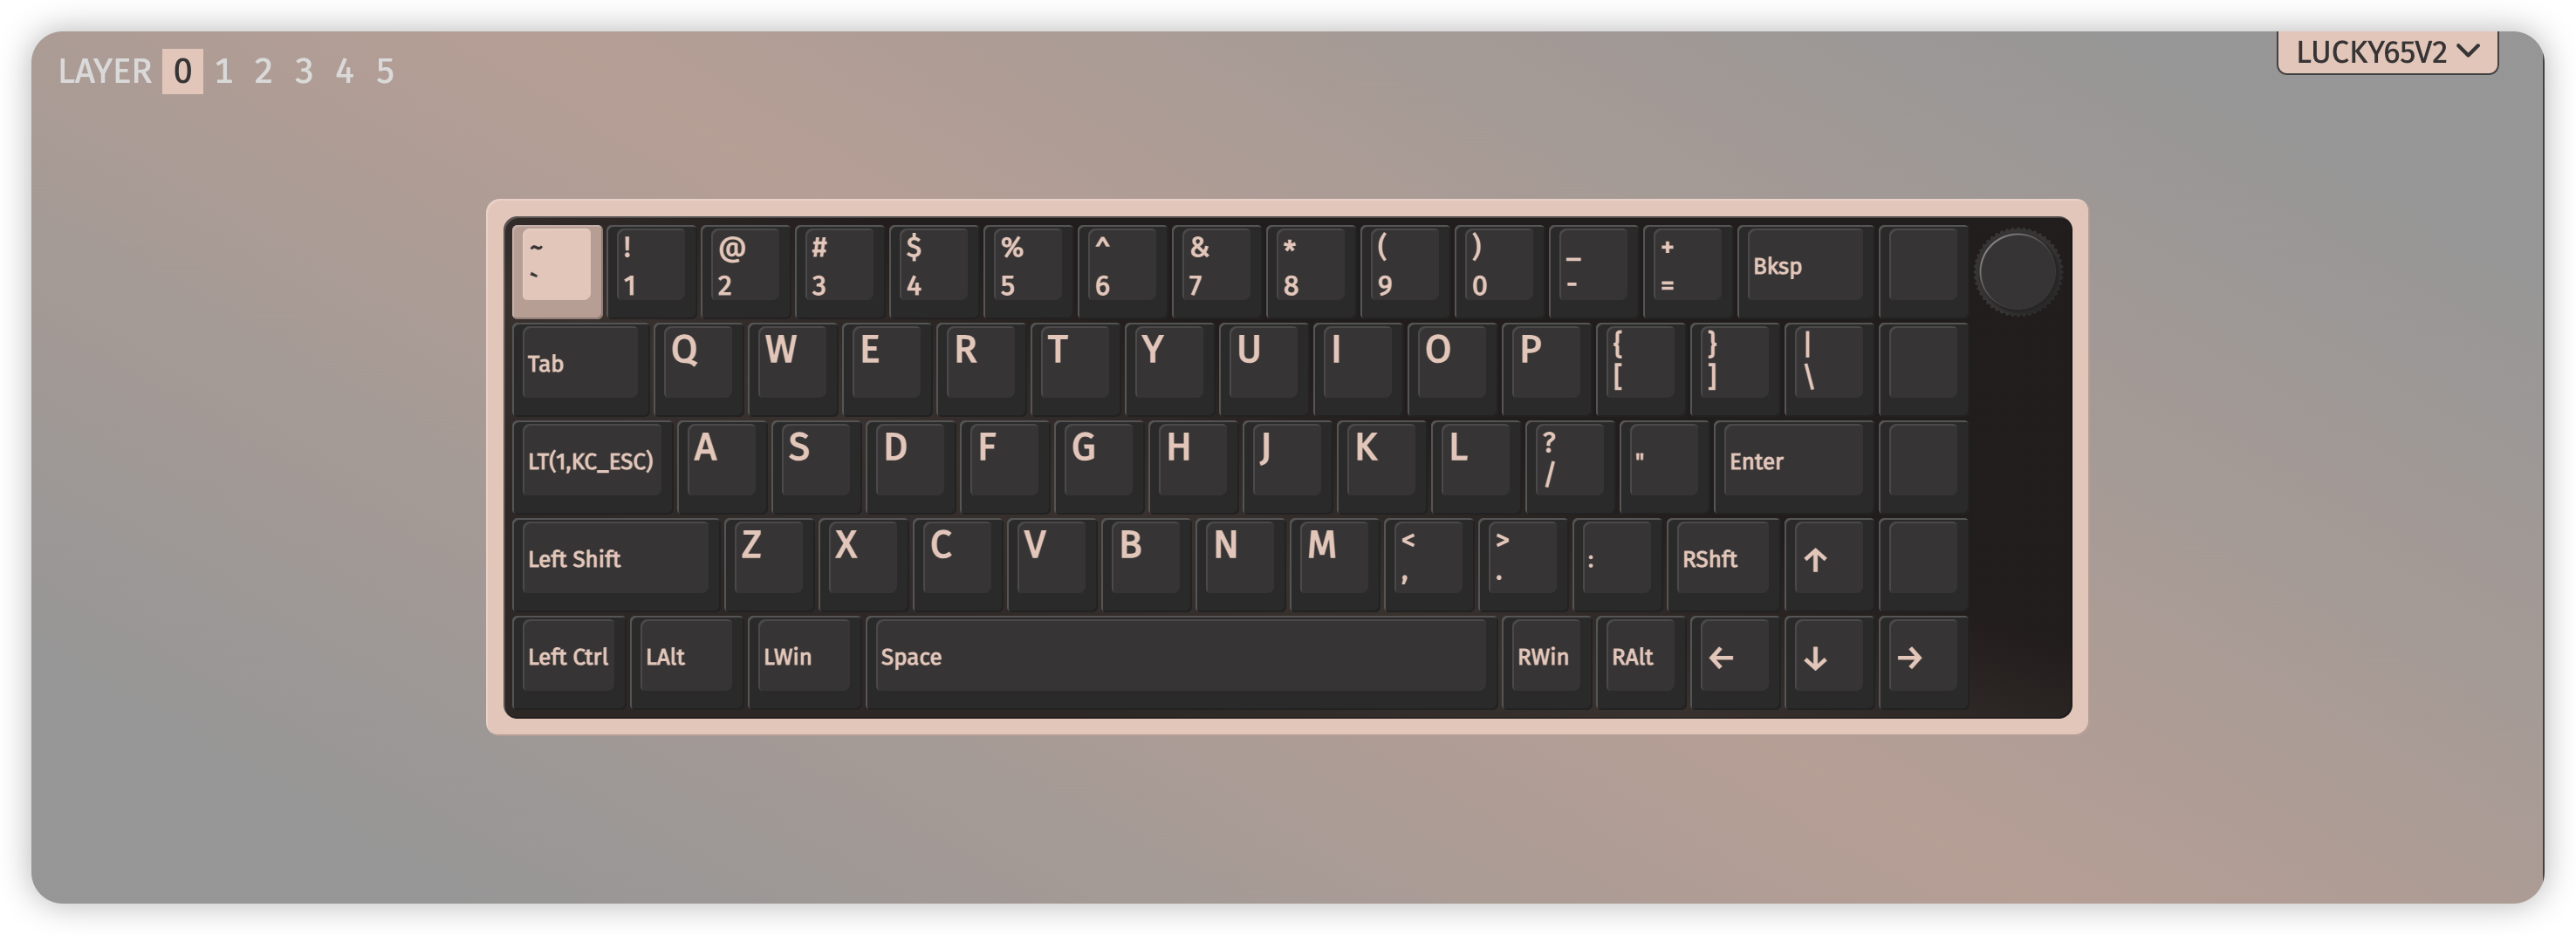 LAYER 0 1 2 3 4 5
LUCKY65V2
~ ! @ # $ % ^ & * ( ) _ +
` 1 2 3 4 5 6 7 8 9 0 - = Bksp
Tab Q W E R T Y U I O P { } |
[ ] \
LT(1,KC_ESC) A S D F G H J K L ? " Enter
/
Left Shift Z X C V B N M < > : RShft ↑
, .
Left Ctrl LAlt LWin Space RWin RAlt ← ↓ →